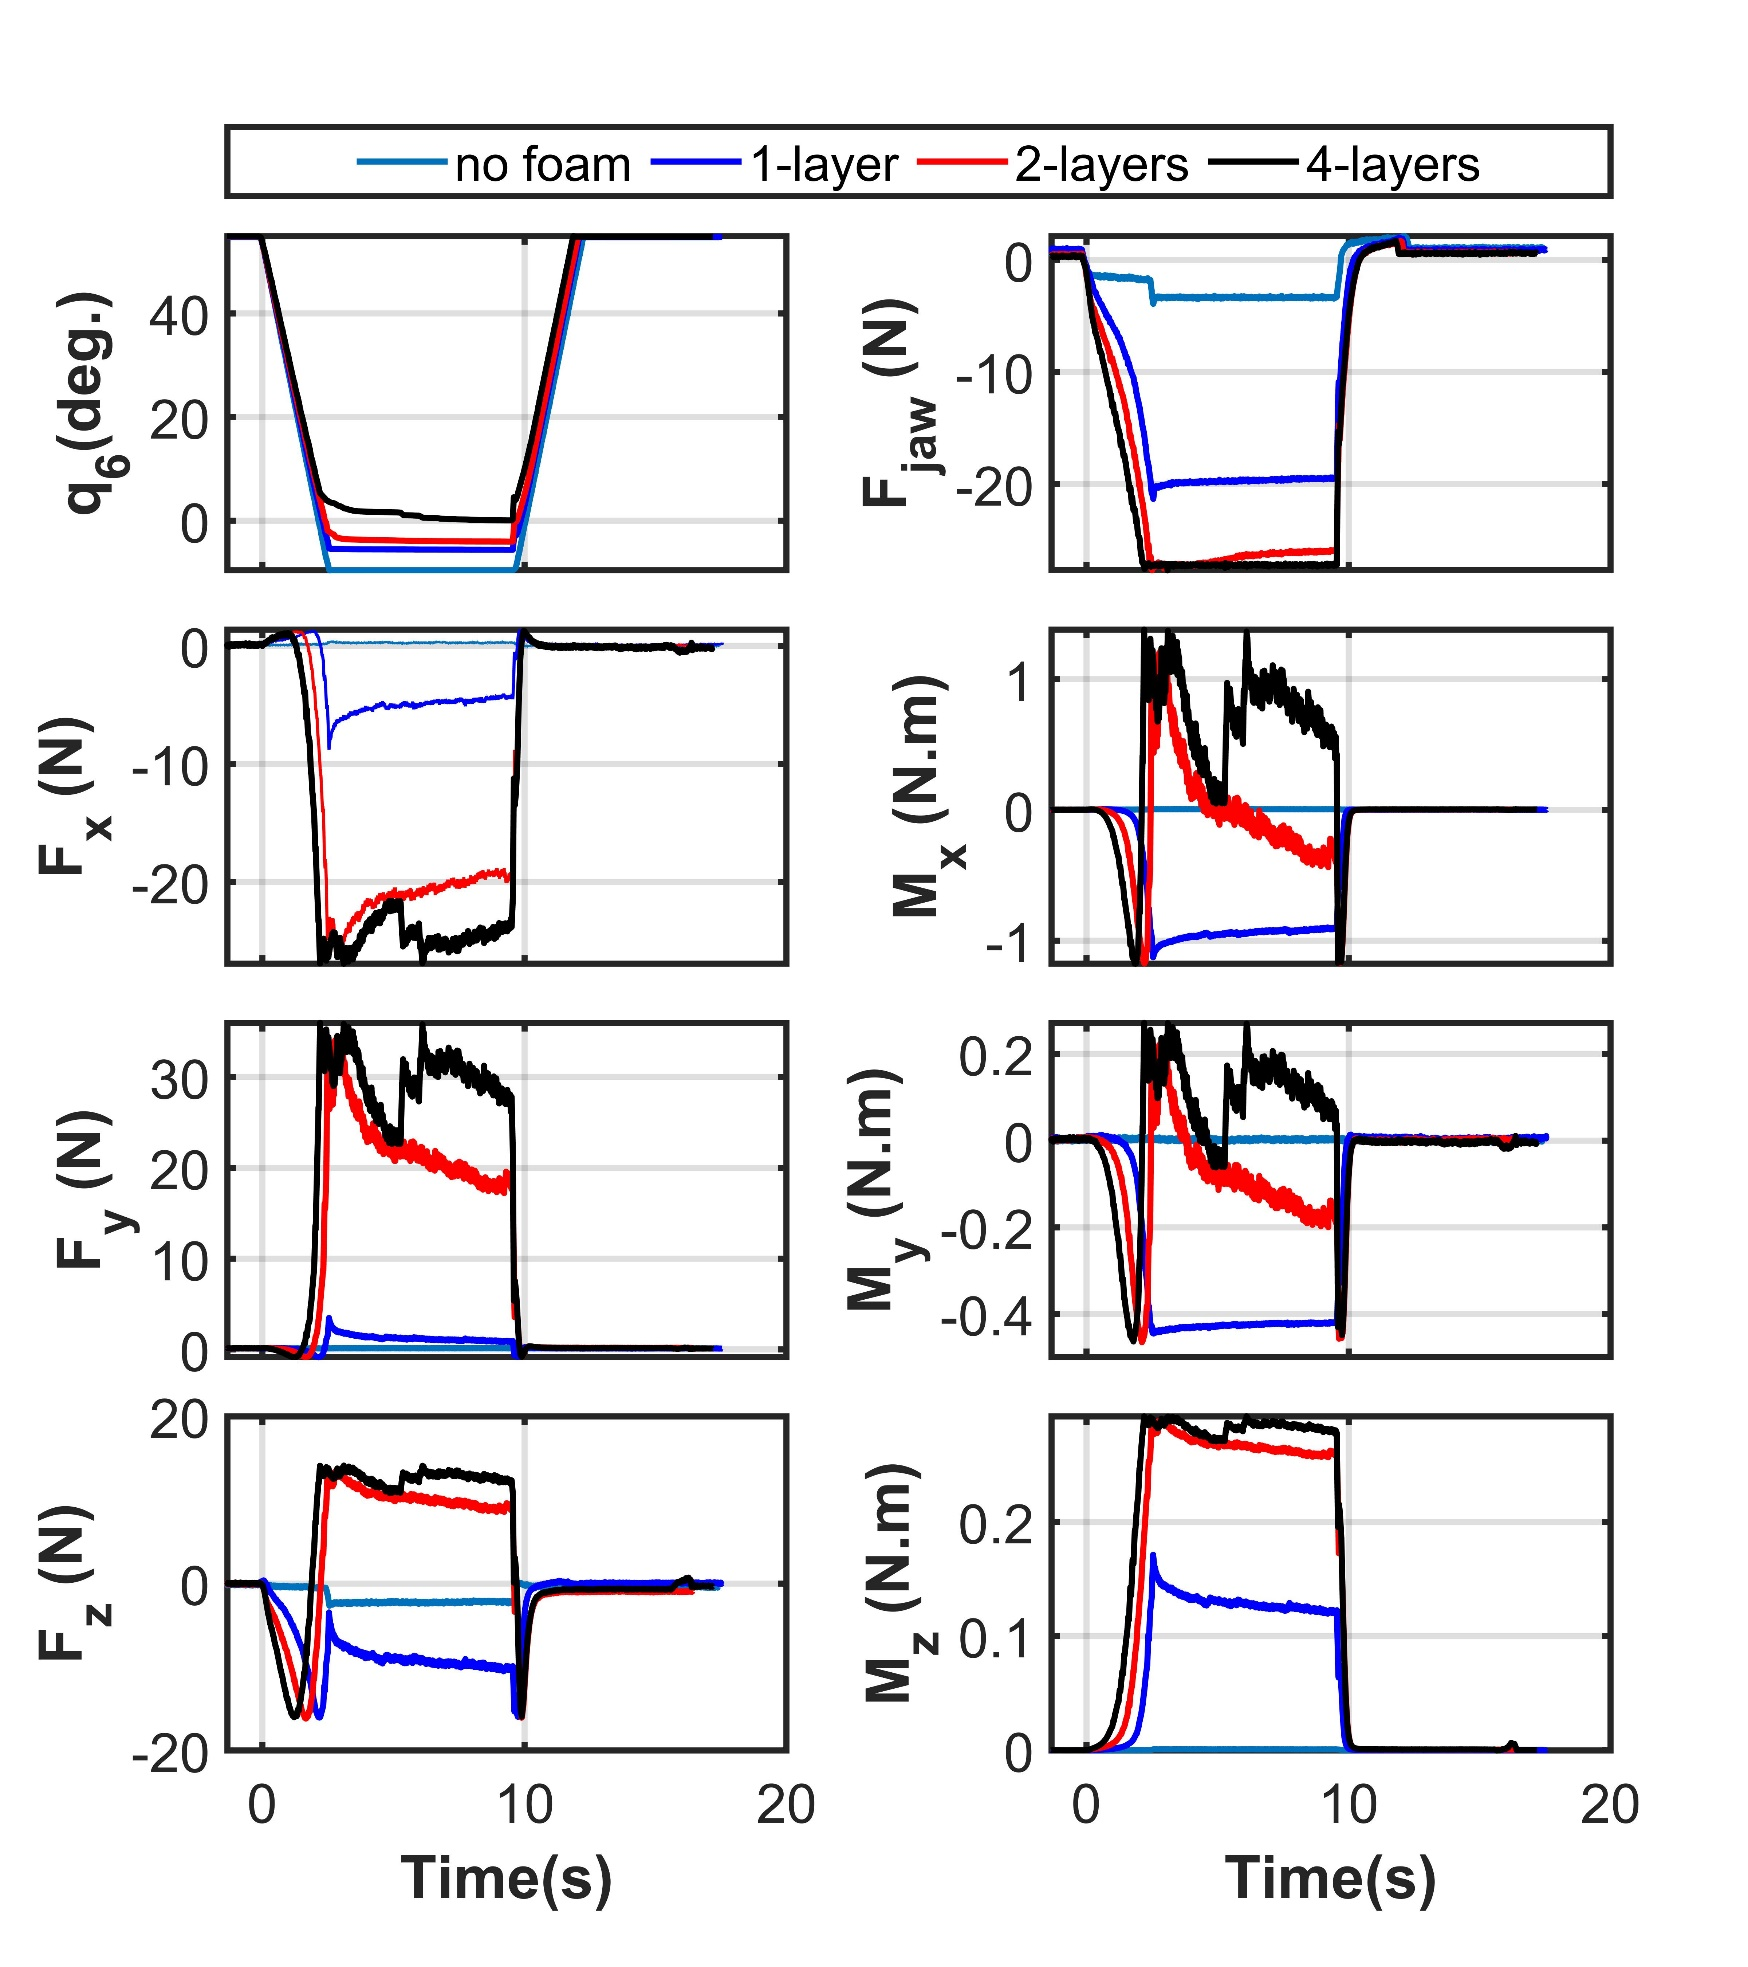 no foam 1-layer 2-layers 4-layers
q6(deg.)
40
20
0
Fjaw (N)
0
-10
-20
Fx (N)
0
-10
-20
Mx (N.m)
1
0
-1
Fy (N)
30
20
10
0
My (N.m)
0.2
0
-0.2
-0.4
Fz (N)
20
0
-20
Mz (N.m)
0.2
0.1
0
0 10 20
0 10 20
Time(s)
Time(s)